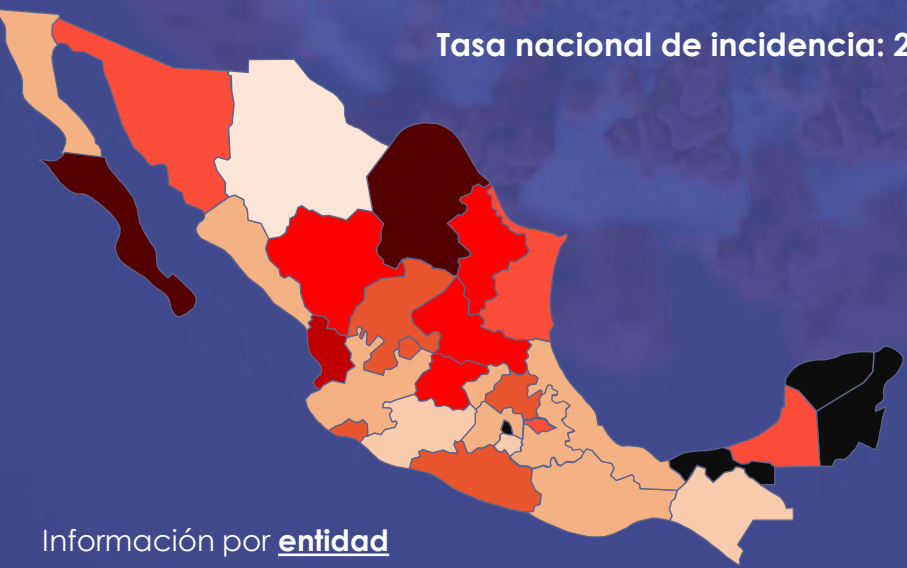 Tasa nacional de incidencia: 2
Información por entidad